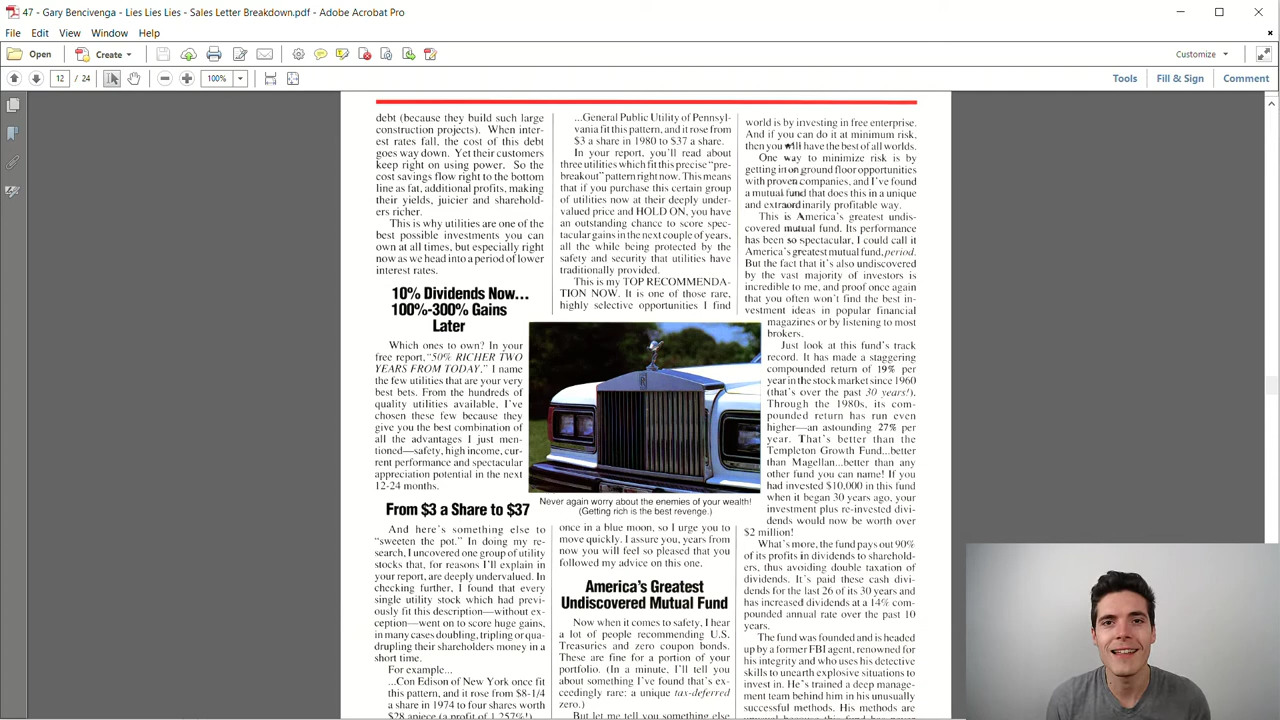 47 - Gary Bencivenga - Lies Lies Lies - Sales Letter Breakdown.pdf - Adobe Acrobat Pro
File Edit View Window Help
Open Create Customize
12 / 24 100% Tools Fill & Sign Comment
debt (because they build such large
construction projects). When inter-
est rates fall, the cost of this debt
goes way down. Yet their customers
keep right on using power. So the
cost savings flow right to the bottom
line as fat, additional profits, making
their yields, juicier and sharehold-
ers richer.
This is why utilities are one of the
best possible investments you can
own at all times, but especially right
now as we head into a period of lower
interest rates.
10% Dividends Now...
100%-300% Gains
Later
Which ones to own? In your
free report, "50% RICHER TWO
YEARS FROM TODAY," I name
the few utilities that are your very
best bets. From the hundreds of
quality utilities available, I've
chosen these few because they
give you the best combination of
all the advantages I just men-
tioned—safety, high income, cur-
rent performance and spectacular
appreciation potential in the next
12-24 months.
From $3 a Share to $37
And here's something else to
"sweeten the pot." In doing my re-
search, I uncovered one group of utility
stocks that, for reasons I'll explain in
your report, are deeply undervalued. In
checking further, I found that every
single utility stock which had previ-
ously fit this description—without ex-
ception—went on to score huge gains,
in many cases doubling, tripling or qua-
drupling their shareholders money in a
short time.
For example...
...Con Edison of New York once fit
this pattern, and it rose from $8-1/4
a share in 1974 to four shares worth
$28 apiece (a profit of 1,257%!)
...General Public Utility of Pennsyl-
vania fit this pattern, and it rose from
$3 a share in 1980 to $37 a share.
In your report, you'll read about
three utilities which fit this precise "pre-
breakout" pattern right now. This means
that if you purchase this certain group
of utilities now at their deeply under-
valued price and HOLD ON, you have
an outstanding chance to score spec-
tacular gains in the next couple of years,
all the while being protected by the
safety and security that utilities have
traditionally provided.
This is my TOP RECOMMENDA-
TION NOW. It is one of those rare,
highly selective opportunities I find
Never again worry about the enemies of your wealth!
(Getting rich is the best revenge.)
once in a blue moon, so I urge you to
move quickly. I assure you, years from
now you will feel so pleased that you
followed my advice on this one.
America's Greatest
Undiscovered Mutual Fund
Now when it comes to safety, I hear
a lot of people recommending U.S.
Treasuries and zero coupon bonds.
These are fine for a portion of your
portfolio. (In a minute, I'll tell you
about something I've found that's ex-
ceedingly rare: a unique tax-deferred
zero.)
But let me tell you something else
world is by investing in free enterprise.
And if you can do it at minimum risk,
then you will have the best of all worlds.
One way to minimize risk is by
getting in on ground floor opportunities
with proven companies, and I've found
a mutual fund that does this in a unique
and extraordinarily profitable way.
This is America's greatest undis-
covered mutual fund. Its performance
has been so spectacular, I could call it
America's greatest mutual fund, period.
But the fact that it's also undiscovered
by the vast majority of investors is
incredible to me, and proof once again
that you often won't find the best in-
vestment ideas in popular financial
magazines or by listening to most
brokers.
Just look at this fund's track
record. It has made a staggering
compounded return of 19% per
year in the stock market since 1960
(that's over the past 30 years!).
Through the 1980s, its com-
pounded return has run even
higher—an astounding 27% per
year. That's better than the
Templeton Growth Fund...better
than Magellan...better than any
other fund you can name! If you
had invested $10,000 in this fund
when it began 30 years ago, your
investment plus re-invested divi-
dends would now be worth over
$2 million!
What's more, the fund pays out 90%
of its profits in dividends to sharehold-
ers, thus avoiding double taxation of
dividends. It's paid these cash divi-
dends for the last 26 of its 30 years and
has increased dividends at a 14% com-
pounded annual rate over the past 10
years.
The fund was founded and is headed
up by a former FBI agent, renowned for
his integrity and who uses his detective
skills to unearth explosive situations to
invest in. He's trained a deep manage-
ment team behind him in his unusually
successful methods. His methods are